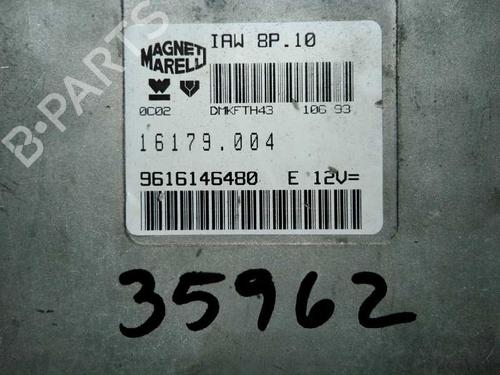 IAW 8P.10
MAGNETI
MARELLI
0C02 DMKFTH43 106 93
16179.004
9616146480 E 12V=
35962
B-PARTS